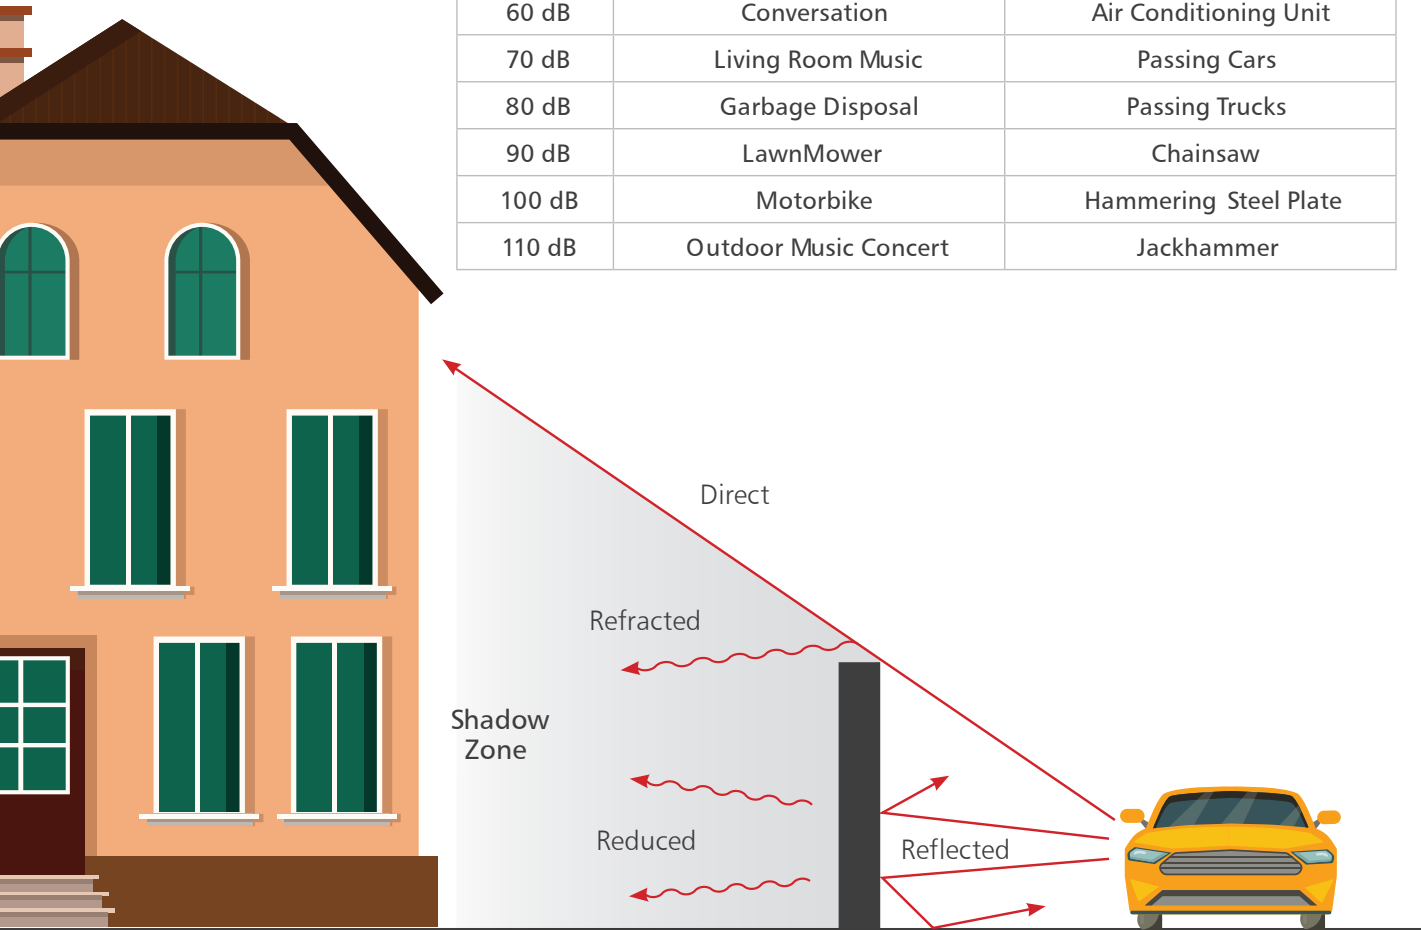 60 dB Conversation Air Conditioning Unit
70 dB Living Room Music Passing Cars
80 dB Garbage Disposal Passing Trucks
90 dB LawnMower Chainsaw
100 dB Motorbike Hammering Steel Plate
110 dB Outdoor Music Concert Jackhammer
Direct
Refracted
Shadow
Zone
Reduced
Reflected